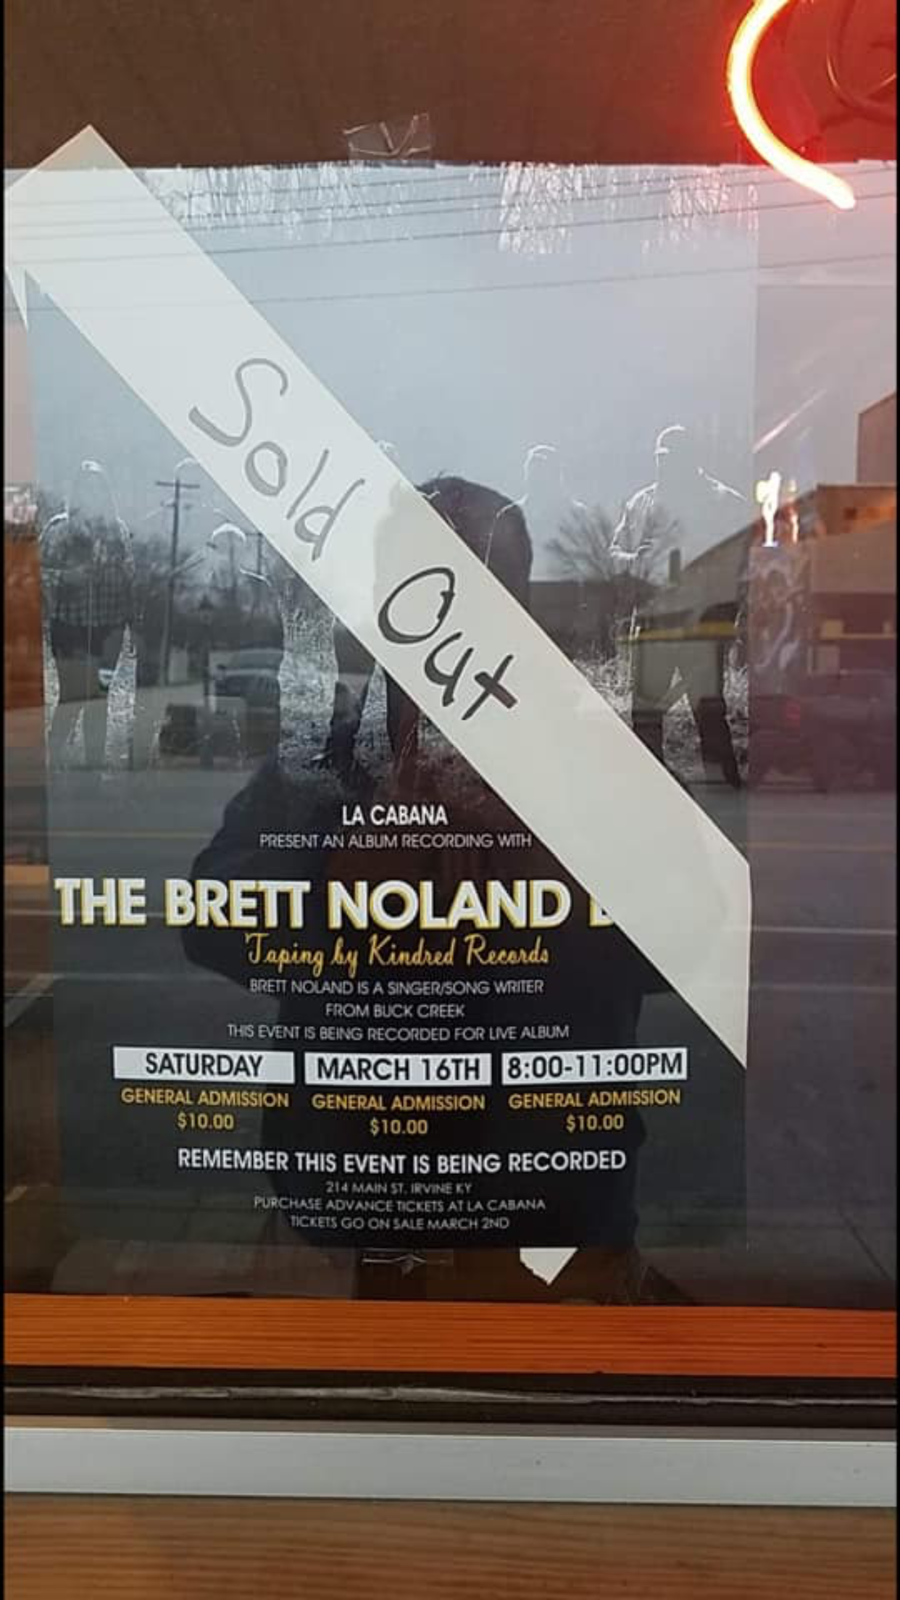 Sold Out
LA CABANA
PRESENT AN ALBUM RECORDING WITH
THE BRETT NOLAND
Taping by Kindred Records
BRETT NOLAND IS A SINGER/SONG WRITER
FROM BUCK CREEK
THIS EVENT IS BEING RECORDED FOR LIVE ALBUM
SATURDAY MARCH 16TH 8:00-11:00PM
GENERAL ADMISSION GENERAL ADMISSION GENERAL ADMISSION
$10.00 $10.00 $10.00
REMEMBER THIS EVENT IS BEING RECORDED
214 MAIN ST. IRVINE KY
PURCHASE ADVANCE TICKETS AT LA CABANA
TICKETS GO ON SALE MARCH 2ND